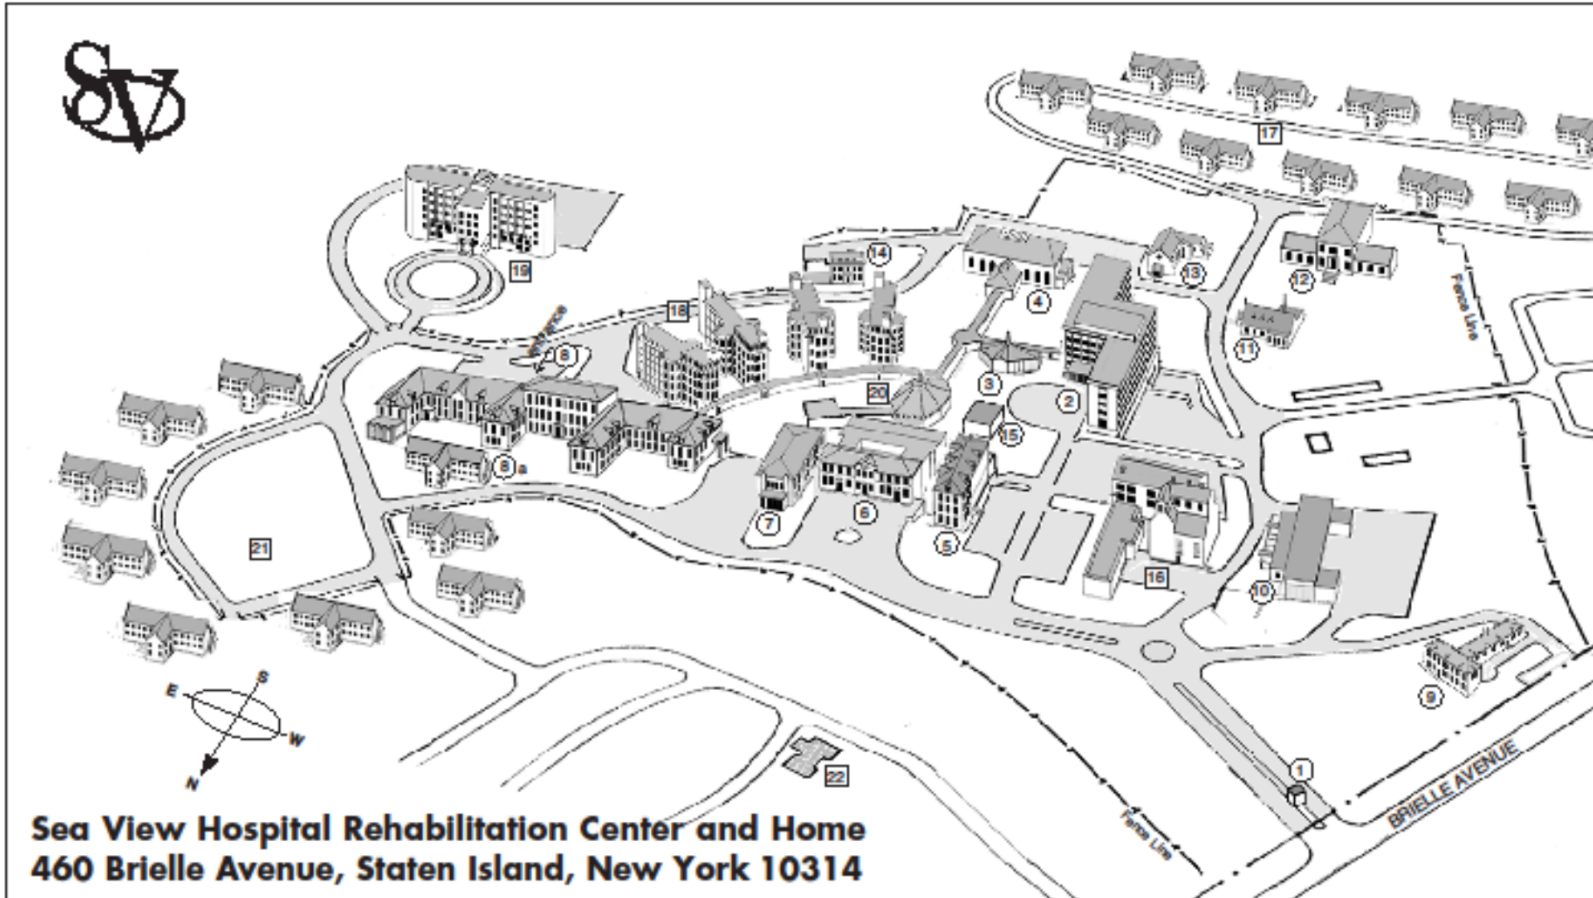 SV
17
14
13
12
19
18
4
11
Entrance
8
3
2
20
15
8a
7
6
5
16
10
21
9
Fence Line
S
E
W
N
22
1
BRIELLE AVENUE
Fence Line
Sea View Hospital Rehabilitation Center and Home
460 Brielle Avenue, Staten Island, New York 10314